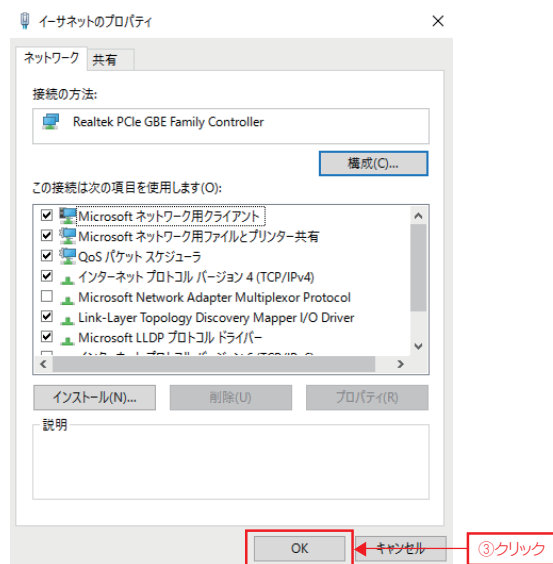 イーサネットのプロパティ
ネットワーク 共有
接続の方法:
Realtek PCIe GBE Family Controller
構成(C)...
この接続は次の項目を使用します(O):
Microsoft ネットワーク用クライアント
Microsoft ネットワーク用ファイルとプリンター共有
QoS パケット スケジューラ
インターネット プロトコル バージョン 4 (TCP/IPv4)
Microsoft Network Adapter Multiplexor Protocol
Link-Layer Topology Discovery Mapper I/O Driver
Microsoft LLDP プロトコル ドライバー
インストール(N)... 削除(U) プロパティ(R)
説明
OK キャンセル ③クリック